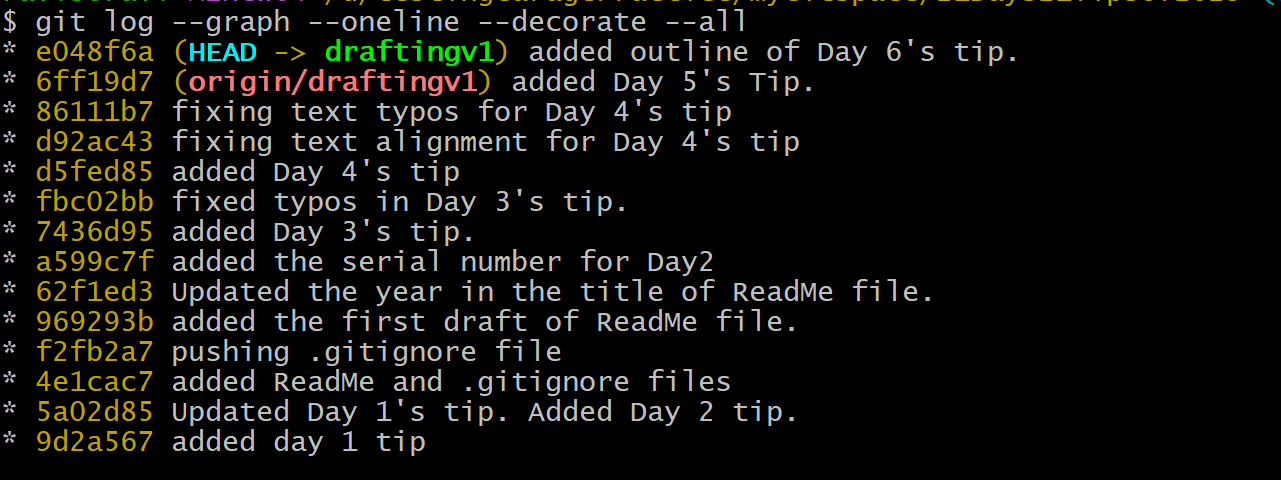 $ git log --graph --oneline --decorate --all
* e048f6a (HEAD -> draftingv1) added outline of Day 6's tip.
* 6ff19d7 (origin/draftingv1) added Day 5's Tip.
* 86111b7 fixing text typos for Day 4's tip
* d92ac43 fixing text alignment for Day 4's tip
* d5fed85 added Day 4's tip
* fbc02bb fixed typos in Day 3's tip.
* 7436d95 added Day 3's tip.
* a599c7f added the serial number for Day2
* 62f1ed3 Updated the year in the title of ReadMe file.
* 969293b added the first draft of ReadMe file.
* f2fb2a7 pushing .gitignore file
* 4e1cac7 added ReadMe and .gitignore files
* 5a02d85 Updated Day 1's tip. Added Day 2 tip.
* 9d2a567 added day 1 tip